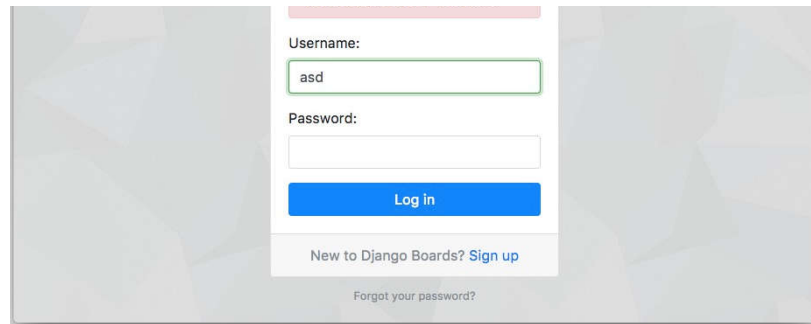 Username:
asd
Password:
Log in
New to Django Boards? Sign up
Forgot your password?